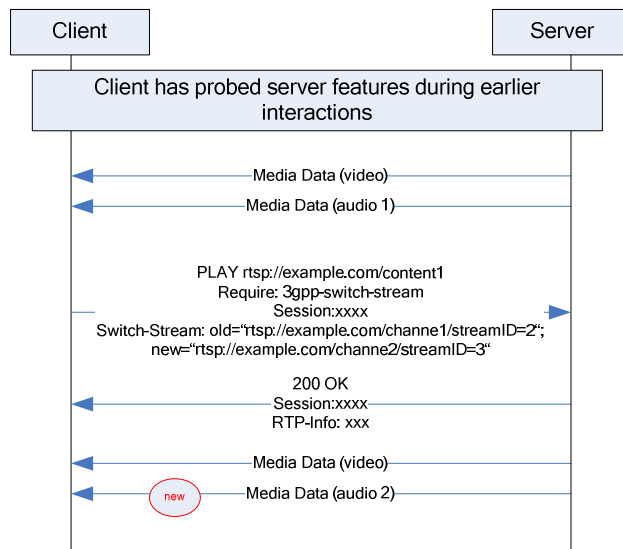 Client
Server
Client has probed server features during earlier
interactions
Media Data (video)
Media Data (audio 1)
PLAY rtsp://example.com/content1
Require: 3gpp-switch-stream
Session:xxxx
Switch-Stream: old=“rtsp://example.com/channe1/streamID=2“;
new=“rtsp://example.com/channe2/streamID=3“
200 OK
Session:xxxx
RTP-Info: xxx
Media Data (video)
new
Media Data (audio 2)